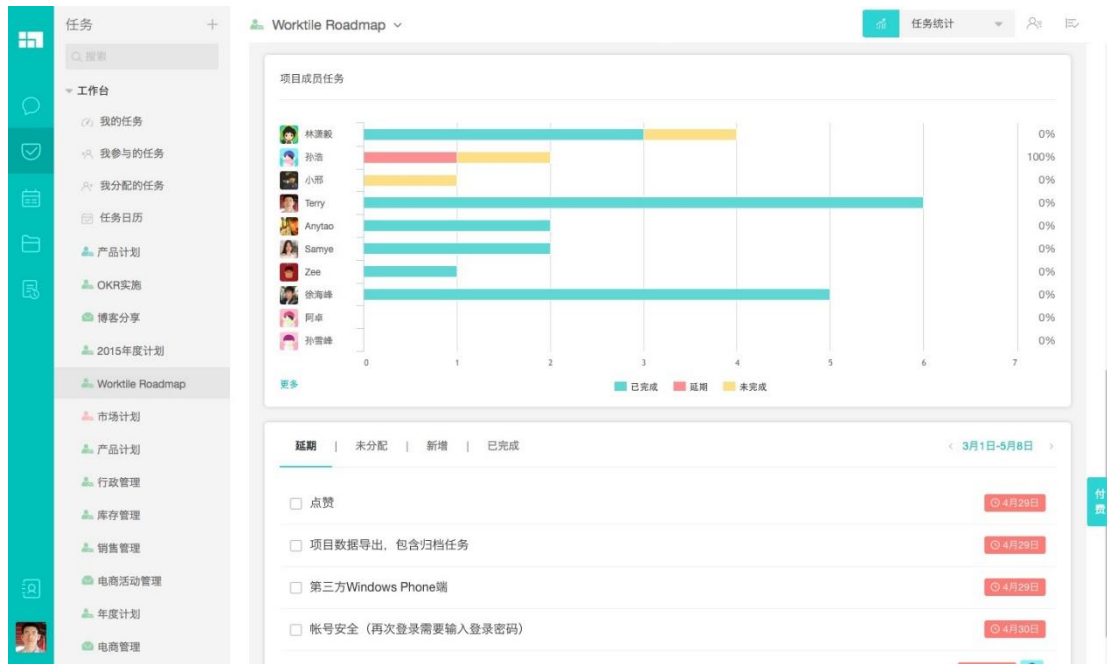 任务
搜索
工作台
我的任务
我参与的任务
我分配的任务
任务日历
产品计划
OKR实施
博客分享
2015年度计划
Worktile Roadmap
市场计划
产品计划
行政管理
库存管理
销售管理
电商活动管理
年度计划
电商管理
Worktile Roadmap
任务统计
项目成员任务
林潇毅 0%
孙浩 100%
小邢 0%
Terry 0%
Anytao 0%
Samye 0%
Zee 0%
徐海峰 0%
阿卓 0%
孙雪峰 0%
0 1 2 3 4 5 6 7
更多
已完成 延期 未完成
延期 | 未分配 | 新增 | 已完成
3月1日-5月8日
点赞 4月29日
项目数据导出，包含归档任务 4月29日
第三方Windows Phone端 4月29日
帐号安全（再次登录需要输入登录密码） 4月30日
付费